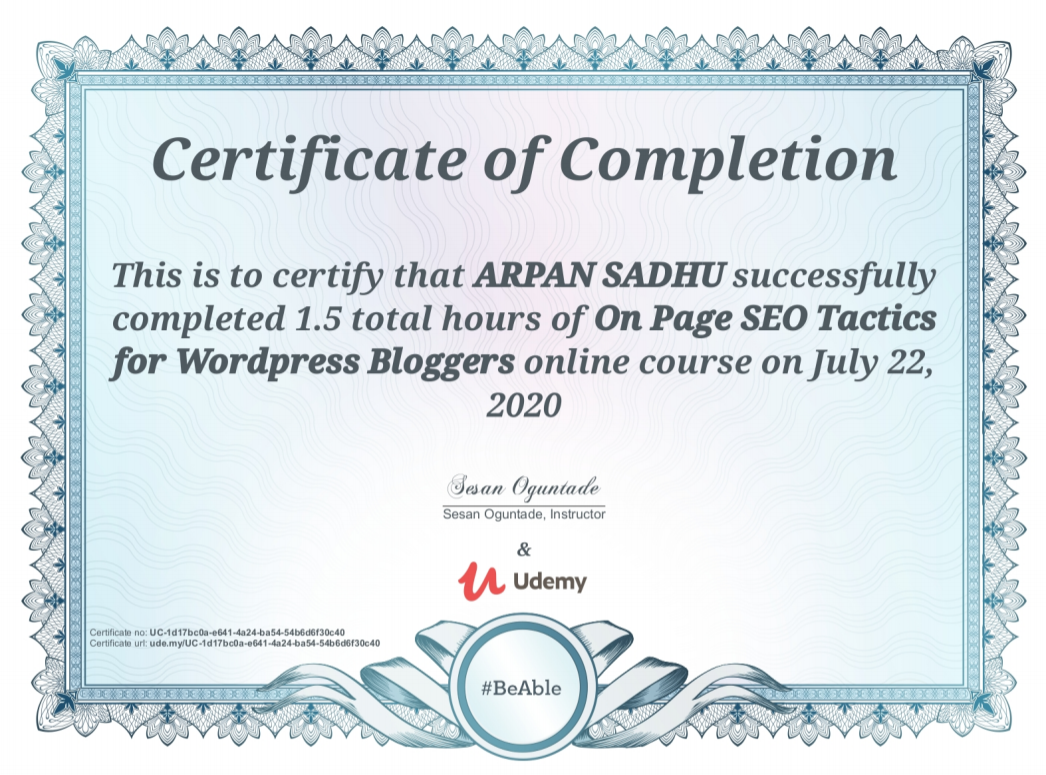 Certificate of Completion
This is to certify that ARPAN SADHU successfully
completed 1.5 total hours of On Page SEO Tactics
for Wordpress Bloggers online course on July 22,
2020
Sesan Oguntade
Sesan Oguntade, Instructor
&
Udemy
Certificate no: UC-1d17bc0a-e641-4a24-ba54-54b6d6f30c40
Certificate url: ude.my/UC-1d17bc0a-e641-4a24-ba54-54b6d6f30c40
#BeAble